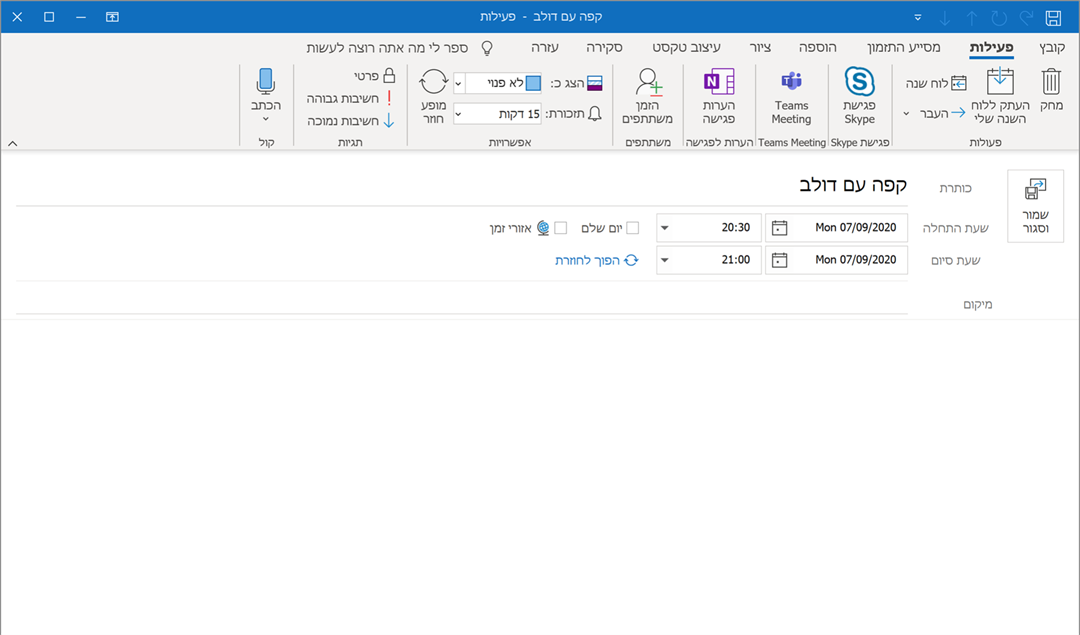 קפה עם דולב - פעילות
קובץ פעילות מסייע התזמון הוספה ציור עיצוב טקסט סקירה עזרה ספר לי מה אתה רוצה לעשות
מחק
העתק ללוח
השנה שלי
לוח שנה
העבר
פעולות
פגישת
Skype
פגישת Skype
Teams
Meeting
Teams Meeting
הערות
פגישה
הערות לפגישה
הזמן
משתתפים
משתתפים
הצג כ: לא פנוי
תזכורת: 15 דקות
מופע
חוזר
אפשרויות
פרטי
חשיבות גבוהה
חשיבות נמוכה
תגיות
הכתב
קול
שמור
וסגור
כותרת קפה עם דולב
שעת התחלה Mon 07/09/2020 20:30 יום שלם אזורי זמן
שעת סיום Mon 07/09/2020 21:00 הפוך לחוזרת
מיקום